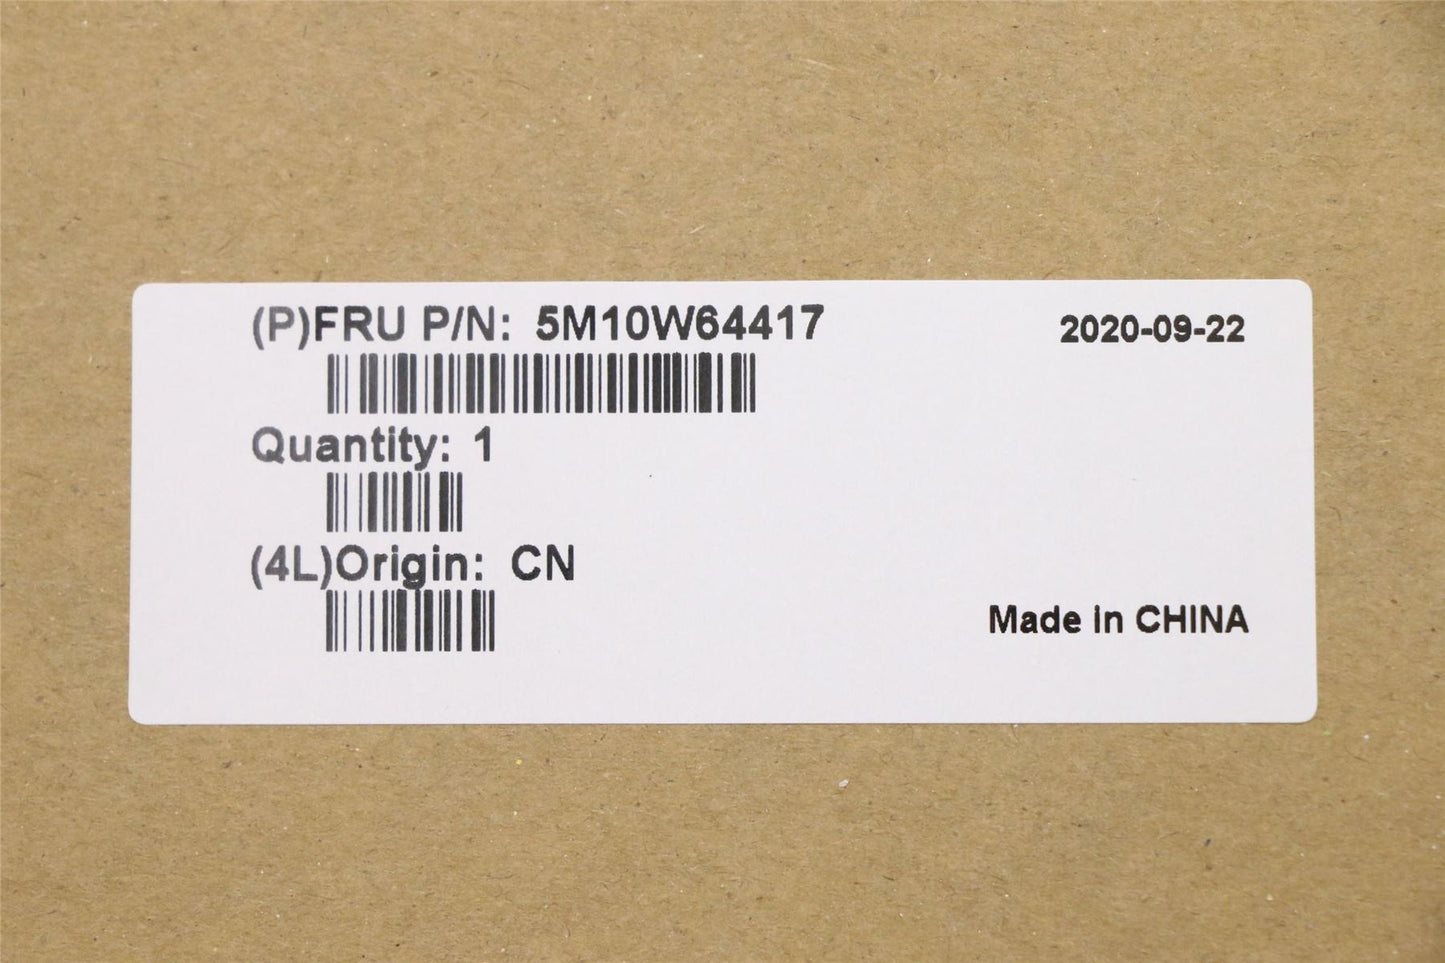 (P)FRU P/N: 5M10W64417
2020-09-22
Quantity: 1
(4L)Origin: CN
Made in CHINA